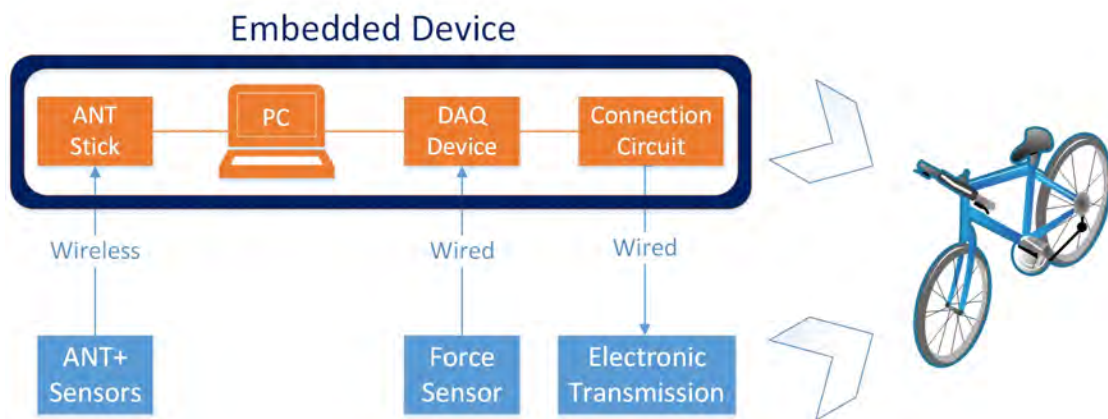 Embedded Device
ANT
Stick
PC
DAQ
Device
Connection
Circuit
Wireless
Wired
Wired
ANT+
Sensors
Force
Sensor
Electronic
Transmission